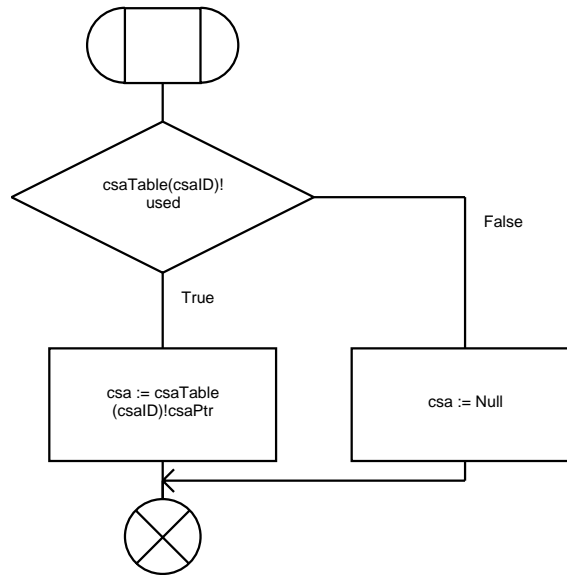 csaTable(csaID)!
used
False
True
csa := csaTable
(csaID)!csaPtr
csa := Null